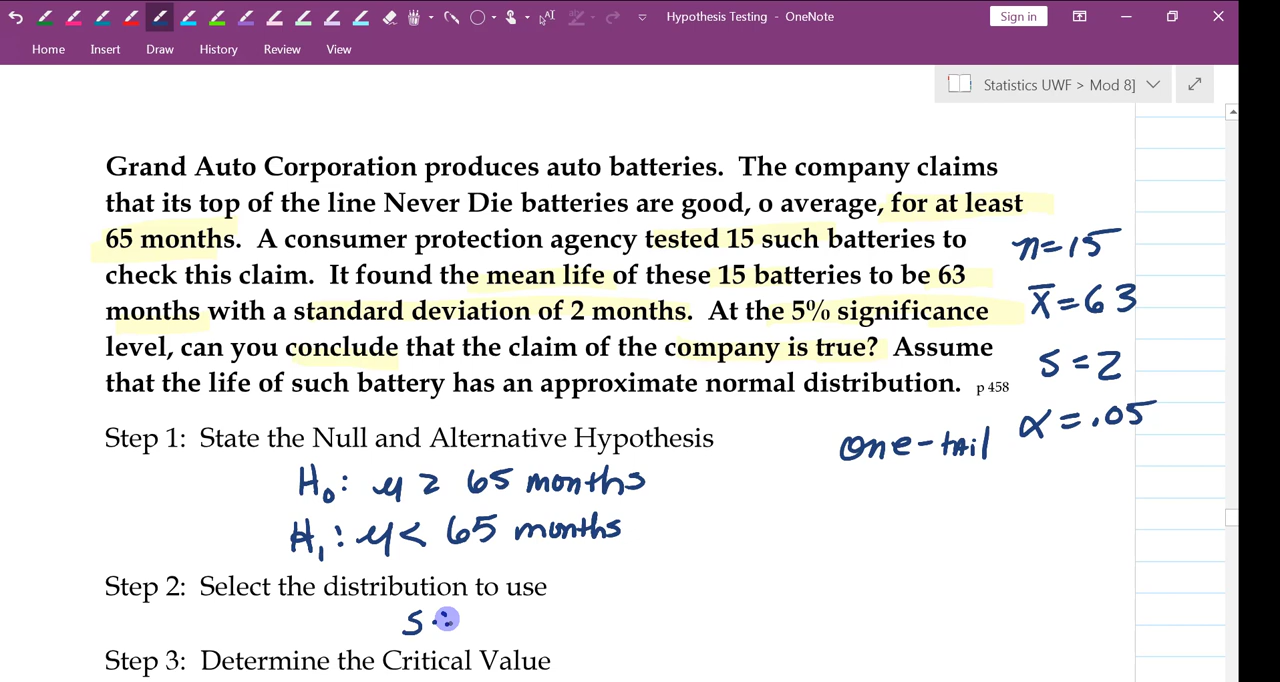 Hypothesis Testing - OneNote
Sign in
Home Insert Draw History Review View
Statistics UWF > Mod 8]
Grand Auto Corporation produces auto batteries. The company claims
that its top of the line Never Die batteries are good, o average, for at least
65 months. A consumer protection agency tested 15 such batteries to
check this claim. It found the mean life of these 15 batteries to be 63
months with a standard deviation of 2 months. At the 5% significance
level, can you conclude that the claim of the company is true? Assume
that the life of such battery has an approximate normal distribution. p 458
n=15
x̅=63
s=2
α=.05
one-tail
Step 1: State the Null and Alternative Hypothesis
H₀: μ ≥ 65 months
H₁: μ < 65 months
Step 2: Select the distribution to use
s
Step 3: Determine the Critical Value